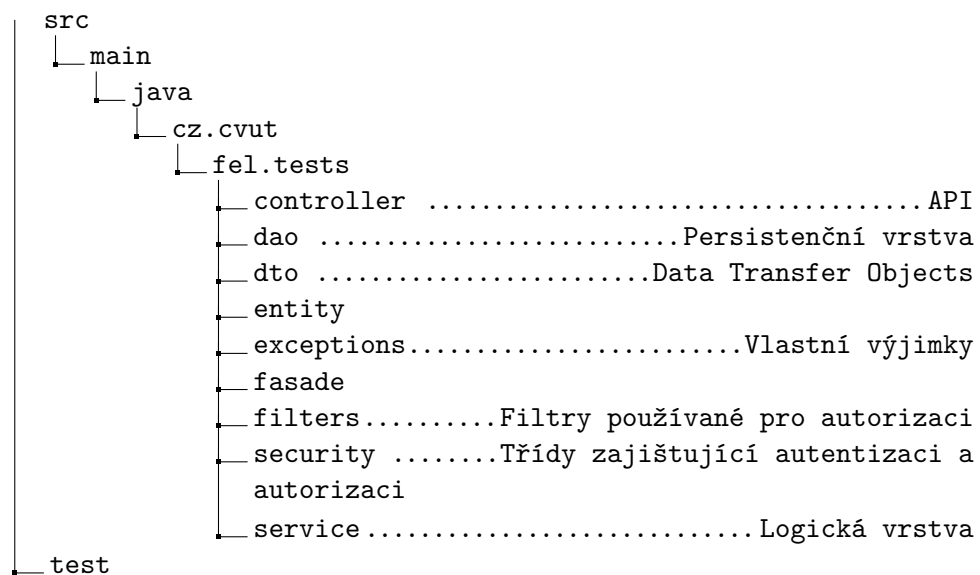 src
main
java
cz.cvut
fel.tests
controller ..................................... API
dao ...........................Persistenční vrstva
dto .........................Data Transfer Objects
entity
exceptions.........................Vlastní výjimky
fasade
filters..........Filtry používané pro autorizaci
security ........Třídy zajištující autentizaci a
autorizaci
service.............................Logická vrstva
test